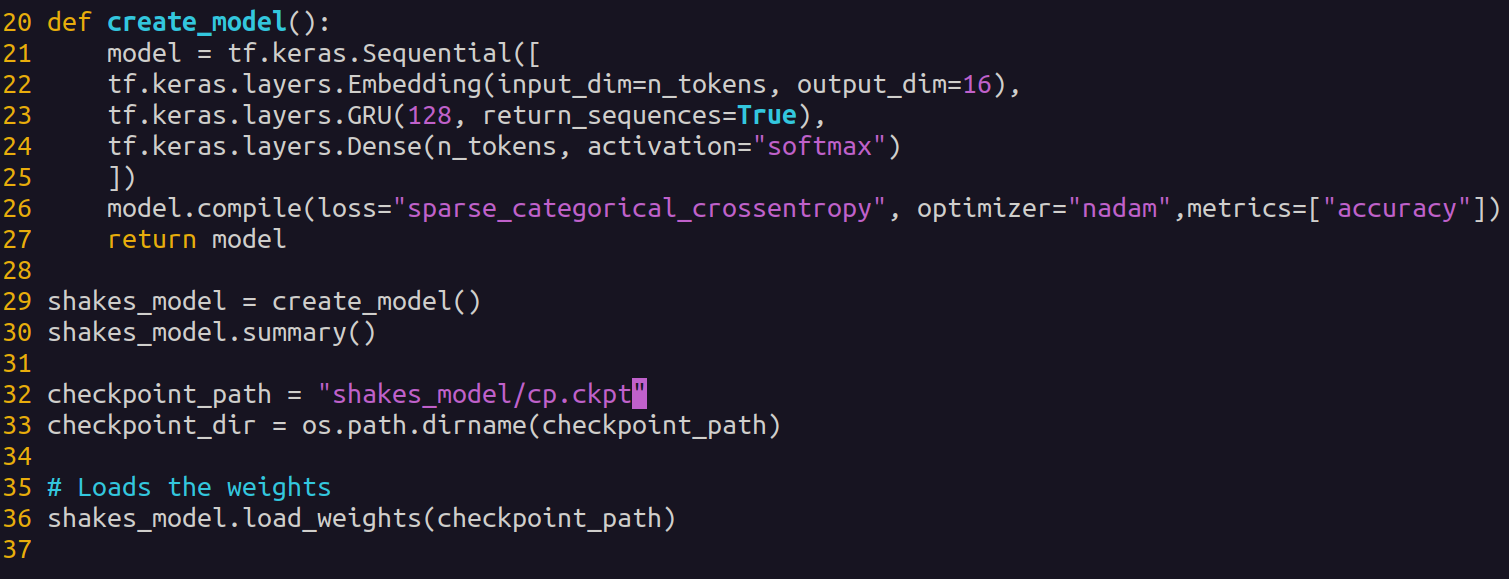 20 def create_model():
21     model = tf.keras.Sequential([
22     tf.keras.layers.Embedding(input_dim=n_tokens, output_dim=16),
23     tf.keras.layers.GRU(128, return_sequences=True),
24     tf.keras.layers.Dense(n_tokens, activation="softmax")
25     ])
26     model.compile(loss="sparse_categorical_crossentropy", optimizer="nadam",metrics=["accuracy"])
27     return model
28
29 shakes_model = create_model()
30 shakes_model.summary()
31
32 checkpoint_path = "shakes_model/cp.ckpt"
33 checkpoint_dir = os.path.dirname(checkpoint_path)
34
35 # Loads the weights
36 shakes_model.load_weights(checkpoint_path)
37